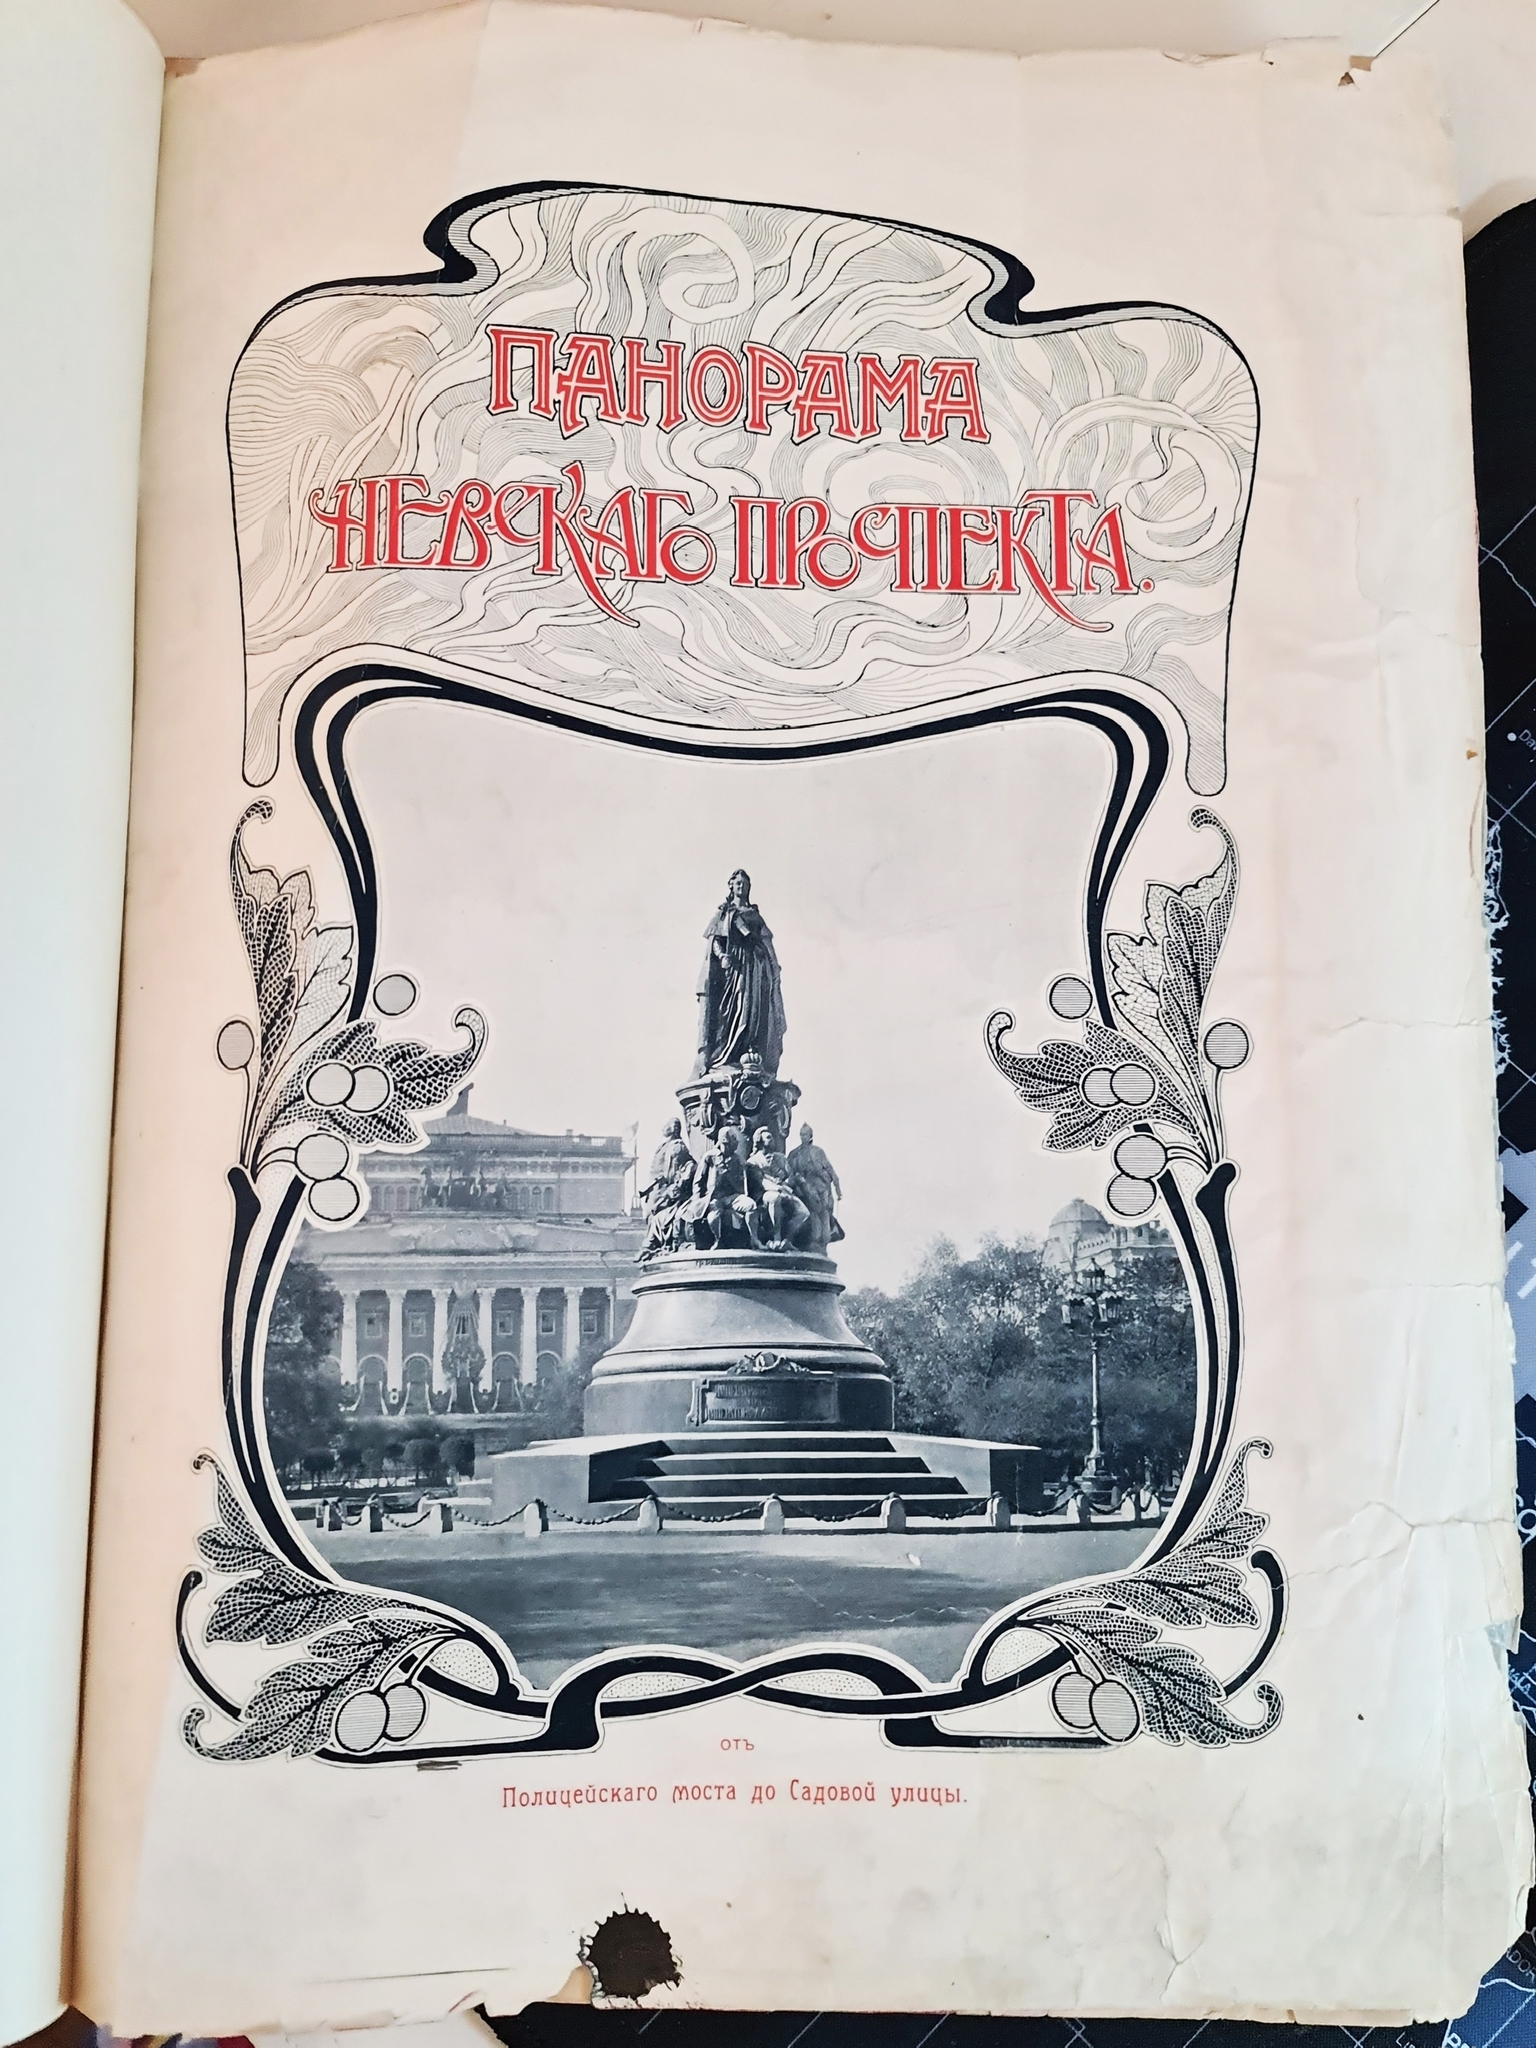 ПАНОРАМА
НЕВСКАГО ПРОСПЕКТА.
отъ
Полицейскаго моста до Садовой улицы.